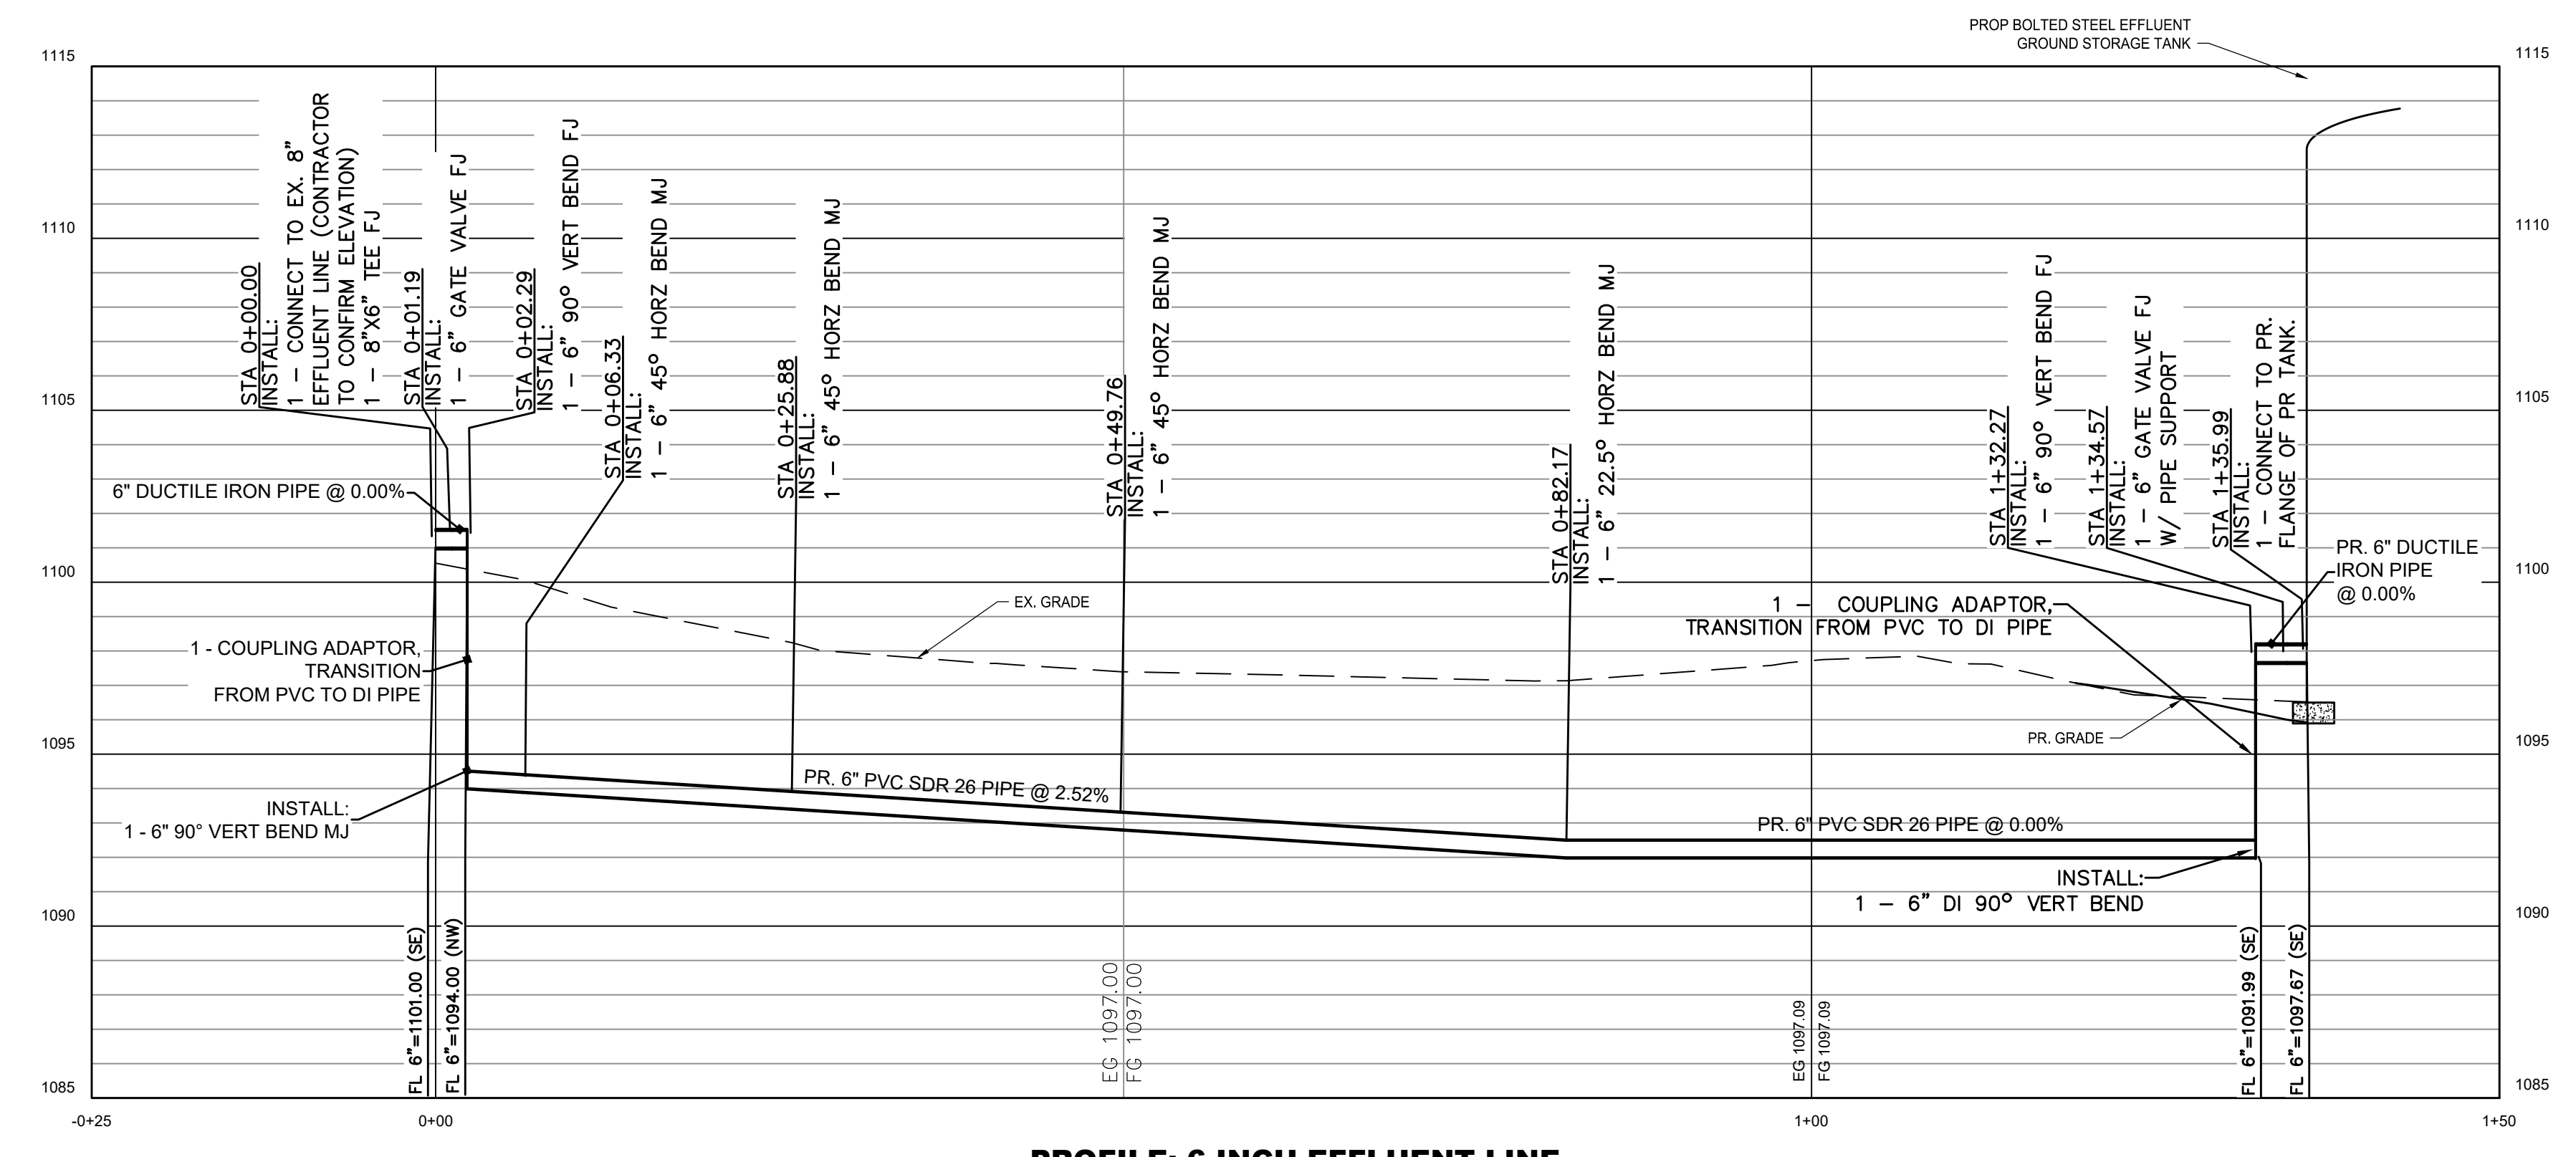 PROP BOLTED STEEL EFFLUENT
GROUND STORAGE TANK
1115
1115
1110
1110
1105
1105
1100
1100
1095
1095
1090
1090
1085
1085
STA 0+00.00
INSTALL:
1 – CONNECT TO EX. 8"
EFFLUENT LINE (CONTRACTOR
TO CONFIRM ELEVATION)
1 – 8"X6" TEE FJ
STA 0+01.19
INSTALL:
1 – 6" GATE VALVE FJ
STA 0+02.29
INSTALL:
1 – 6" 90° VERT BEND FJ
STA 0+06.33
INSTALL:
1 – 6" 45° HORZ BEND MJ
STA 0+25.88
INSTALL:
1 – 6" 45° HORZ BEND MJ
STA 0+49.76
INSTALL:
1 – 6" 45° HORZ BEND MJ
STA 0+82.17
INSTALL:
1 – 6" 22.5° HORZ BEND MJ
STA 1+32.27
INSTALL:
1 – 6" 90° VERT BEND FJ
STA 1+34.57
INSTALL:
1 – 6" GATE VALVE FJ
W/ PIPE SUPPORT
STA 1+35.99
INSTALL:
1 – CONNECT TO PR.
FLANGE OF PR TANK.
6" DUCTILE IRON PIPE @ 0.00%
PR. 6" DUCTILE
IRON PIPE
@ 0.00%
EX. GRADE
1 – COUPLING ADAPTOR,
TRANSITION FROM PVC TO DI PIPE
1 - COUPLING ADAPTOR,
TRANSITION
FROM PVC TO DI PIPE
PR. GRADE
PR. 6" PVC SDR 26 PIPE @ 2.52%
INSTALL:
1 - 6" 90° VERT BEND MJ
PR. 6" PVC SDR 26 PIPE @ 0.00%
INSTALL:
1 – 6" DI 90° VERT BEND
FL 6"=1101.00 (SE)
FL 6"=1094.00 (NW)
EG 1097.00
FG 1097.00
EG 1097.09
FG 1097.09
FL 6"=1091.99 (SE)
FL 6"=1097.67 (SE)
-0+25
0+00
1+00
1+50
PROFILE: 6 INCH EFFLUENT LINE